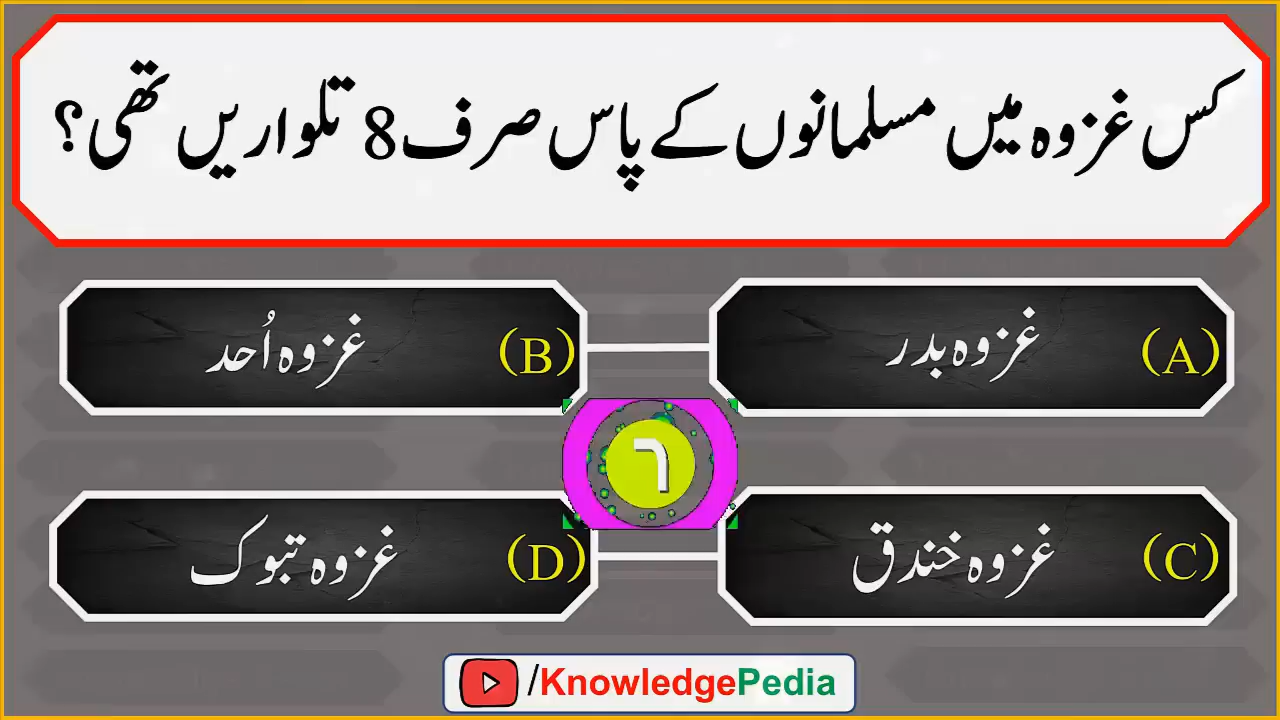 کس غزوہ میں مسلمانوں کے پاس صرف 8 تلواریں تھی؟
(A) غزوہ بدر
(B) غزوہ اُحد
٦
(C) غزوہ خندق
(D) غزوہ تبوک
/KnowledgePedia